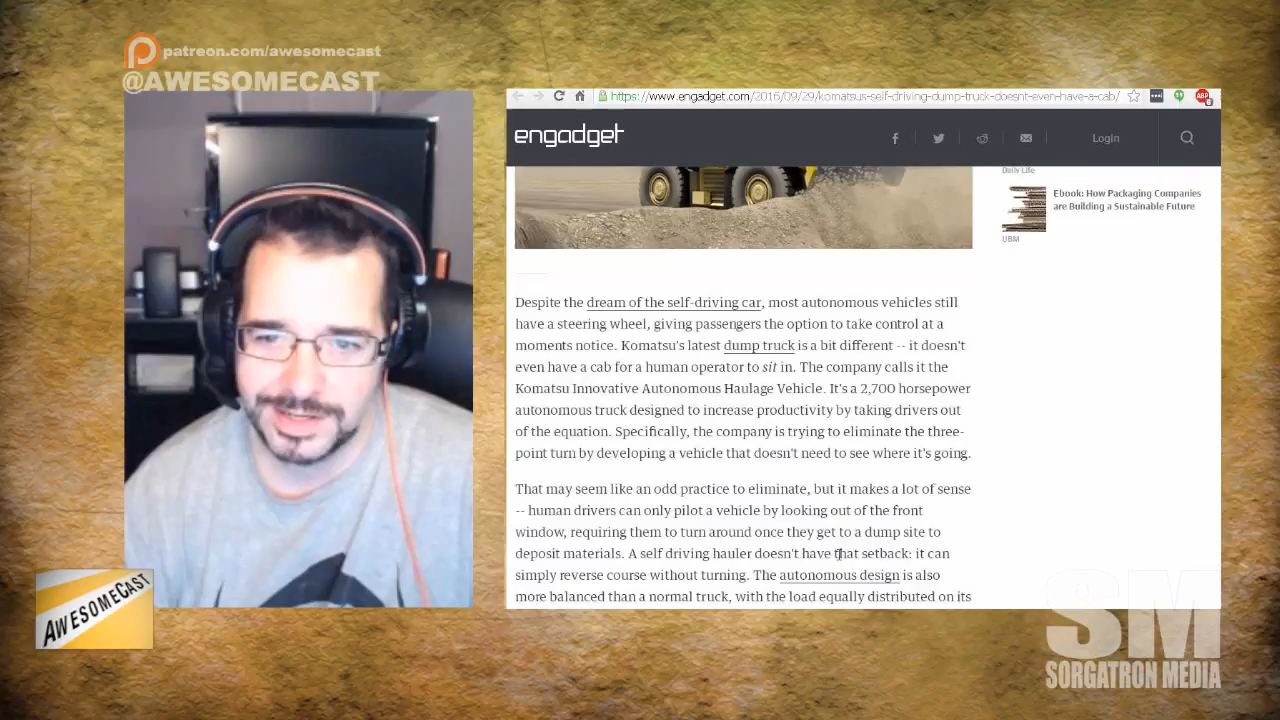 patreon.com/awesomecast
@AWESOMECAST
https://www.engadget.com/2016/09/29/komatsus-self-driving-dump-truck-doesnt-even-have-a-cab/
ABP
6
engadget
Login
Daily Life
Ebook: How Packaging Companies
are Building a Sustainable Future
UBM
Despite the dream of the self-driving car, most autonomous vehicles still
have a steering wheel, giving passengers the option to take control at a
moments notice. Komatsu's latest dump truck is a bit different -- it doesn't
even have a cab for a human operator to sit in. The company calls it the
Komatsu Innovative Autonomous Haulage Vehicle. It's a 2,700 horsepower
autonomous truck designed to increase productivity by taking drivers out
of the equation. Specifically, the company is trying to eliminate the three-
point turn by developing a vehicle that doesn't need to see where it's going.
That may seem like an odd practice to eliminate, but it makes a lot of sense
-- human drivers can only pilot a vehicle by looking out of the front
window, requiring them to turn around once they get to a dump site to
deposit materials. A self driving hauler doesn't have that setback: it can
simply reverse course without turning. The autonomous design is also
more balanced than a normal truck, with the load equally distributed on its
AWESOMECAST
SM
SORGATRON MEDIA